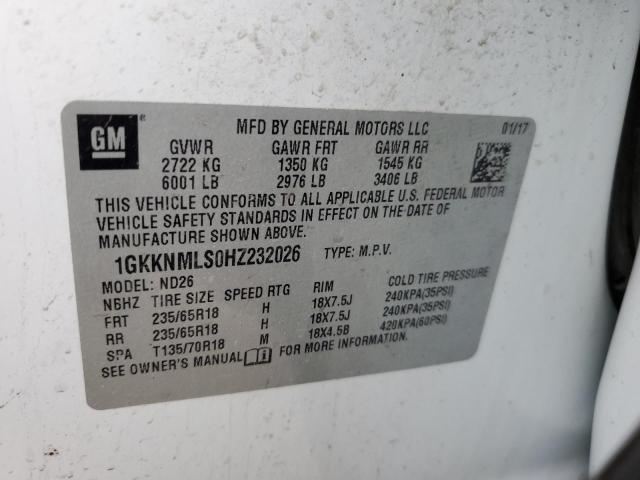 GM ®
MFD BY GENERAL MOTORS LLC 01/17
GVWR GAWR FRT GAWR RR
2722 KG 1350 KG 1545 KG
6001 LB 2976 LB 3406 LB
THIS VEHICLE CONFORMS TO ALL APPLICABLE U.S. FEDERAL MOTOR
VEHICLE SAFETY STANDARDS IN EFFECT ON THE DATE OF
MANUFACTURE SHOWN ABOVE.
1GKKNMLS0HZ232026 TYPE: M.P.V.
MODEL: ND26
N8HZ TIRE SIZE SPEED RTG RIM COLD TIRE PRESSURE
FRT 235/65R18 H 18X7.5J 240KPA(35PSI)
RR 235/65R18 H 18X7.5J 240KPA(35PSI)
SPA T135/70R18 M 18X4.5B 420KPA(60PSI)
SEE OWNER'S MANUAL FOR MORE INFORMATION.